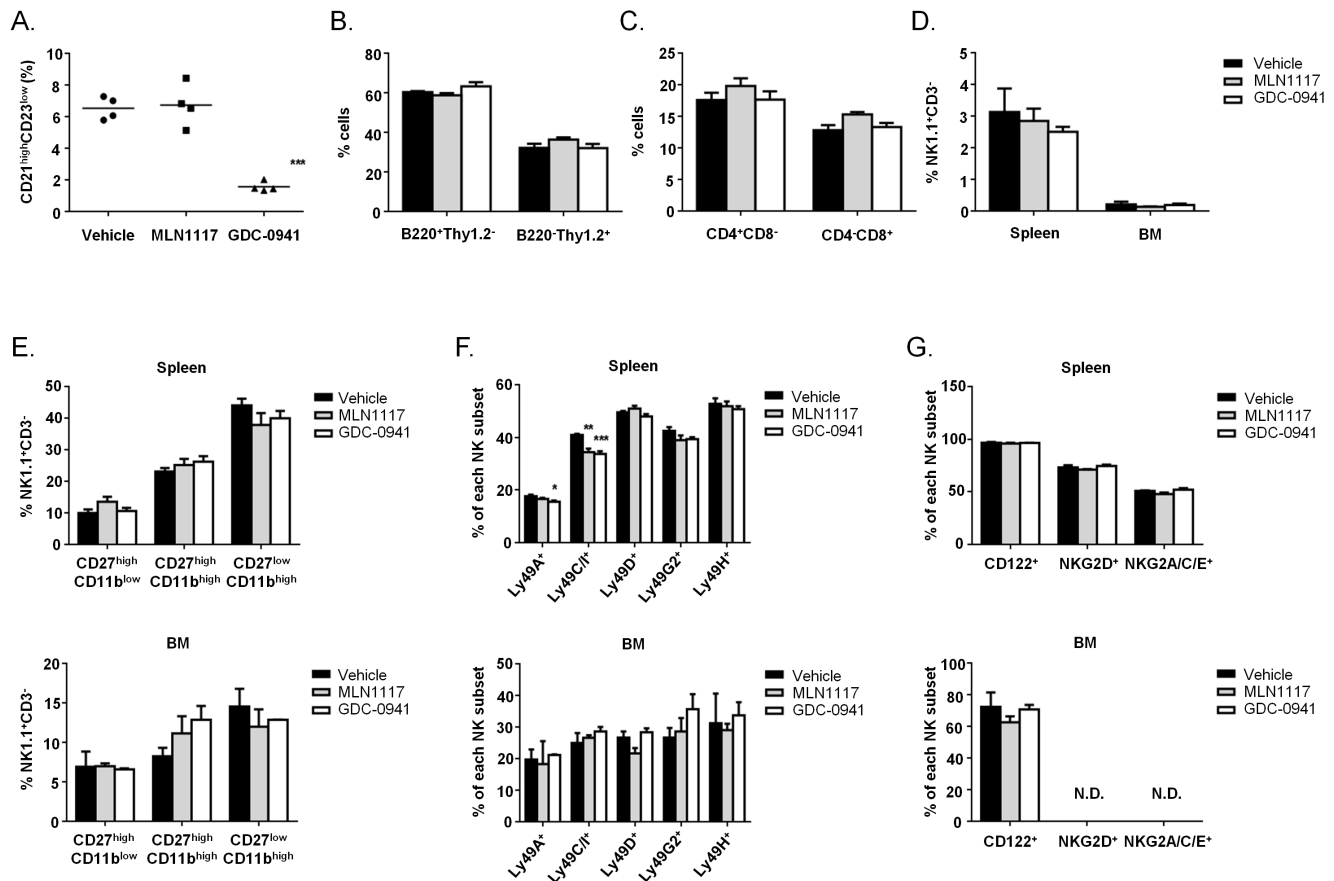 A.
CD21highCD23low (%)
10
8
6
4
2
0
***
Vehicle MLN1117 GDC-0941
B.
% cells
80
60
40
20
0
B220+Thy1.2- B220-Thy1.2+
C.
% cells
25
20
15
10
5
0
CD4+CD8- CD4-CD8+
D.
% NK1.1+CD3-
5
4
3
2
1
0
Spleen BM
Vehicle
MLN1117
GDC-0941
E.
Spleen
% NK1.1+CD3-
50
40
30
20
10
0
CD27high CD27high CD27low
CD11blow CD11bhigh CD11bhigh
Vehicle
MLN1117
GDC-0941
BM
% NK1.1+CD3-
20
15
10
5
0
CD27high CD27high CD27low
CD11blow CD11bhigh CD11bhigh
Vehicle
MLN1117
GDC-0941
F.
Spleen
% of each NK subset
60
40
20
0
* ** ***
Ly49A+ Ly49C/I+ Ly49D+ Ly49G2+ Ly49H+
Vehicle
MLN1117
GDC-0941
BM
% of each NK subset
50
40
30
20
10
0
Ly49A+ Ly49C/I+ Ly49D+ Ly49G2+ Ly49H+
Vehicle
MLN1117
GDC-0941
G.
Spleen
% of each NK subset
150
100
50
0
CD122+ NKG2D+ NKG2A/C/E+
Vehicle
MLN1117
GDC-0941
BM
% of each NK subset
100
80
60
40
20
0
N.D. N.D.
CD122+ NKG2D+ NKG2A/C/E+
Vehicle
MLN1117
GDC-0941